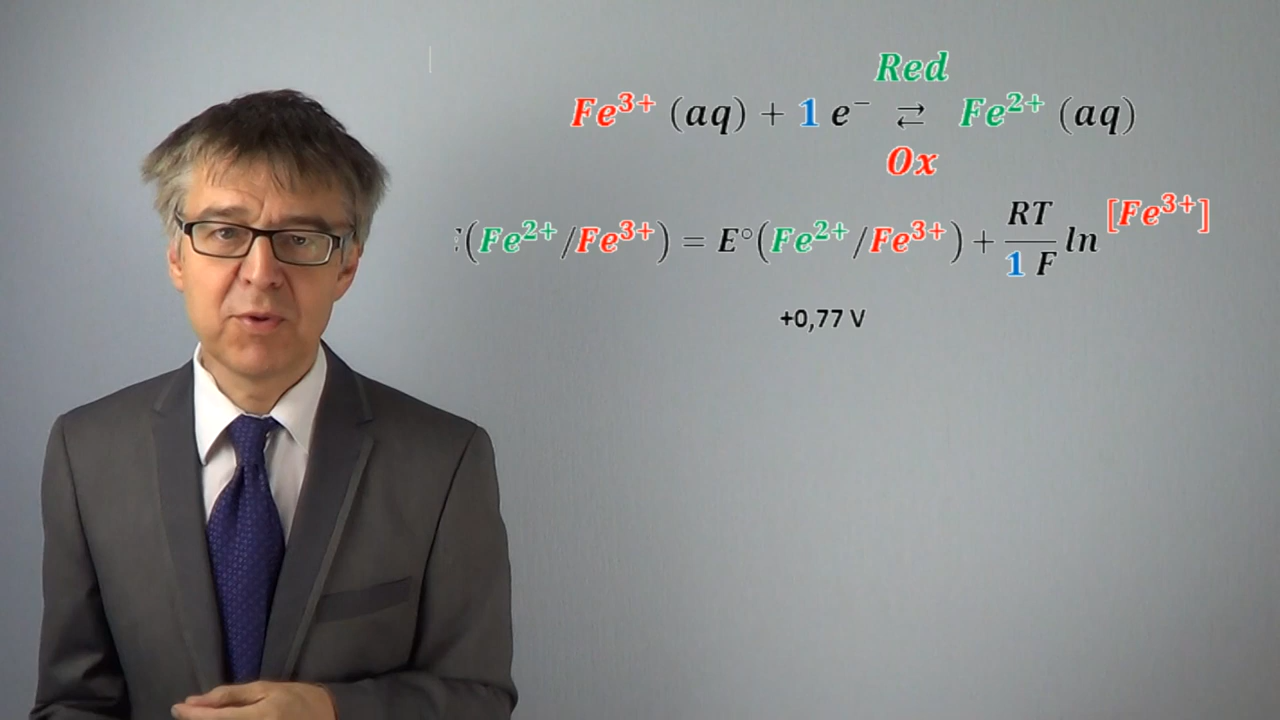 Red
Fe³⁺ (aq) + 1 e⁻ ⇄ Fe²⁺ (aq)
Ox
(Fe²⁺/Fe³⁺) = E°(Fe²⁺/Fe³⁺) + RT/1 F ln [Fe³⁺]
+0,77 V